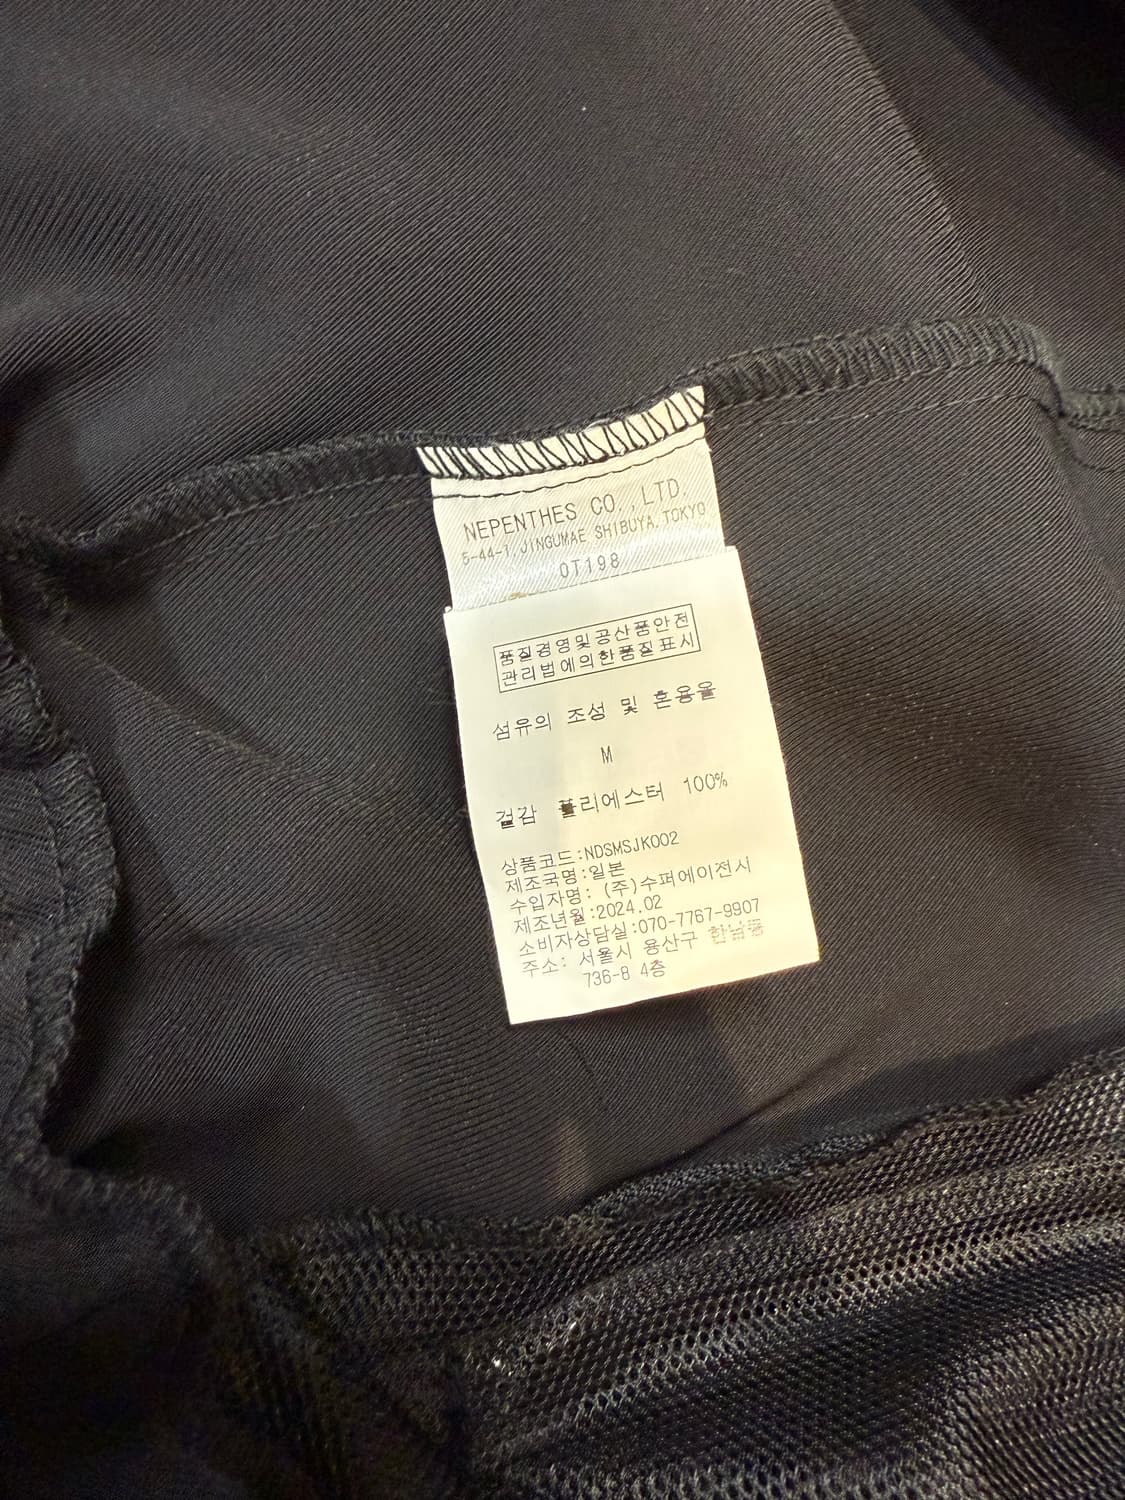 NEPENTHES CO.,LTD.
5-44-1,JINGUMAE SHIBUYA,TOKYO
OT198
품질경영및공산품안전
관리법에의한품질표시
섬유의 조성 및 혼용율
M
겉감 폴리에스터 100%
상품코드:NDSMSJK002
제조국명:일본
수입자명: (주)수퍼에이전시
제조년월:2024.02
소비자상담실:070-7767-9907
주소: 서울시 용산구 한남동
736-8 4층